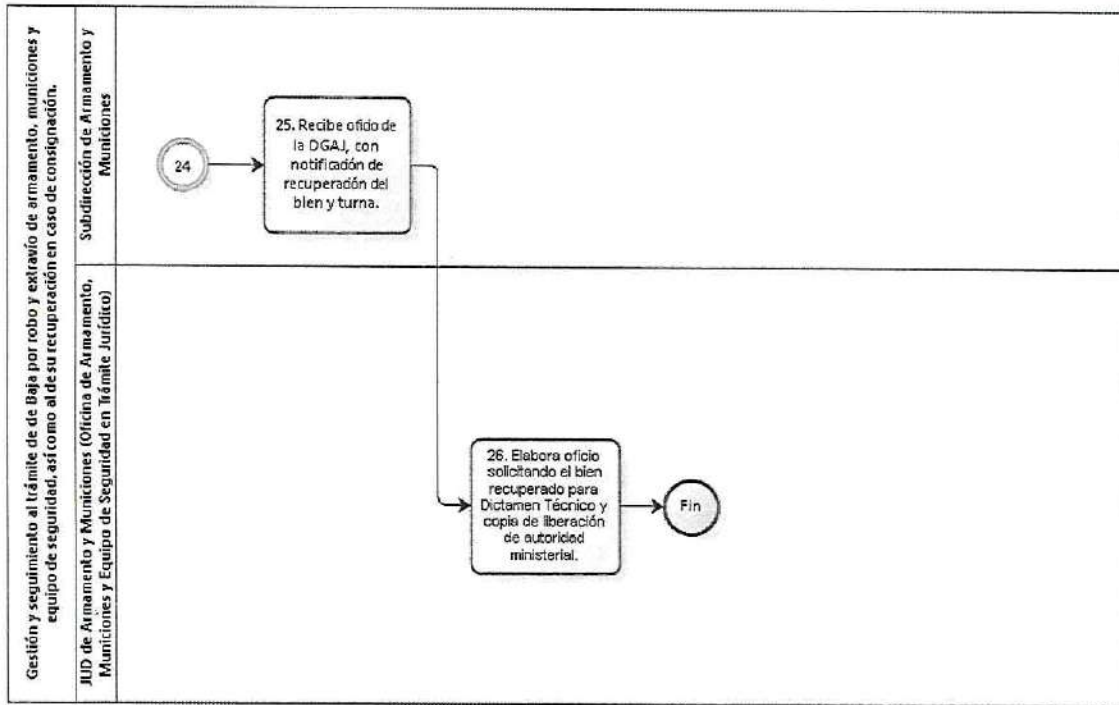 Gestión y seguimiento al trámite de de Baja por robo y extravío de armamento, municiones y
equipo de seguridad, así como al de su recuperación en caso de consignación.
Subdirección de Armamento y
Municiones
24
25. Recibe oficio de
la DGAJ, con
notificación de
recuperación del
bien y turna.
JUD de Armamento y Municiones (Oficina de Armamento,
Municiones y Equipo de Seguridad en Trámite Jurídico)
26. Elabora oficio
solicitando el bien
recuperado para
Dictamen Técnico y
copia de liberación
de autoridad
ministerial.
Fin